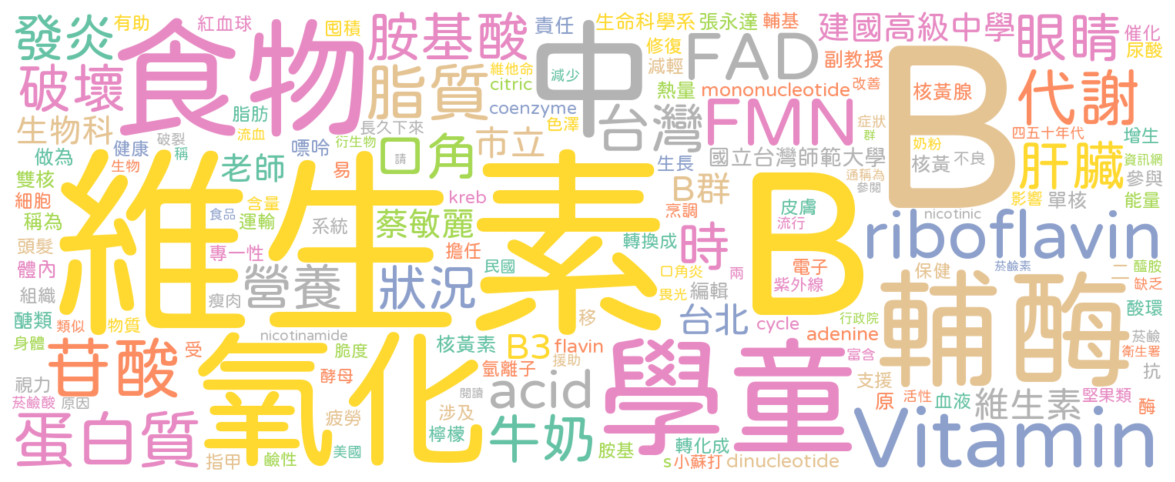 發炎
有助
紅血球
囤積
胺基酸
責任
生命科學系
張永達
輔基
建國高級中學
眼睛
催化
尿酸
破壞
食物
脂質
維他命
減少
citric
coenzyme
中
FAD
修復
減輕
熱量
副教授
mononucleotide
改善
B
核黃腺
代謝
生物科
脂肪
流血
破裂
稱
衍生物
長久下來
色澤
市立
台灣
FMN
症狀
群
奶粉
四五十年代
增生
做為
健康
生物
老師
嘌呤
易
口角
請
生長
國立台灣師範大學
通稱為
參閱
核黃
不良
肝臟
資訊網
參與
雙核
細胞
稱為
維生素
B
kreb
B群
烹調
皮膚
流行
影響
單核
能量
nicotinic
食品
含量
運輸
系統
蔡敏麗
轉換成
時
riboflavin
頭髮
體內
專一性
擔任
民國
口角炎
畏光
兩
電子
紫外線
保健
菸鹼素
二
醯胺
缺乏
組織
瘦肉
營養
狀況
編輯
輔酶
酸環
醣類
類似
物質
nicotinamide
移
台北
cycle
行政院
adenine
菸鹼
衛生署
身體
苷酸
受
氧化
脆度
核黃素
B3
flavin
援助
學童
富含
抗
視力
菸鹼酸
原因
酵母
氫離子
閱讀
acid
支援
原
活性
血液
維生素
堅果類
酶
蛋白質
疲勞
涉及
檸檬
牛奶
指甲
鹼性
美國
胺基
轉化成
s
小蘇打
dinucleotide
Vitamin